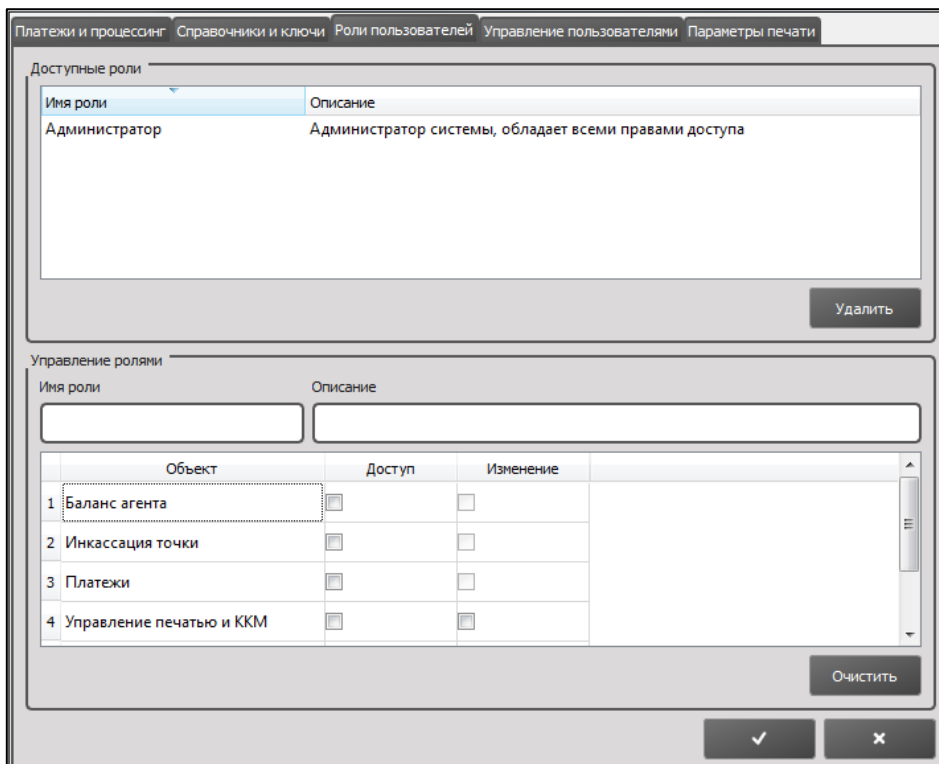 Платежи и процессинг Справочники и ключи Роли пользователей Управление пользователями Параметры печати
Доступные роли
Имя роли Описание
Администратор Администратор системы, обладает всеми правами доступа
Удалить
Управление ролями
Имя роли Описание
Объект Доступ Изменение
1 Баланс агента
2 Инкассация точки
3 Платежи
4 Управление печатью и ККМ
Очистить